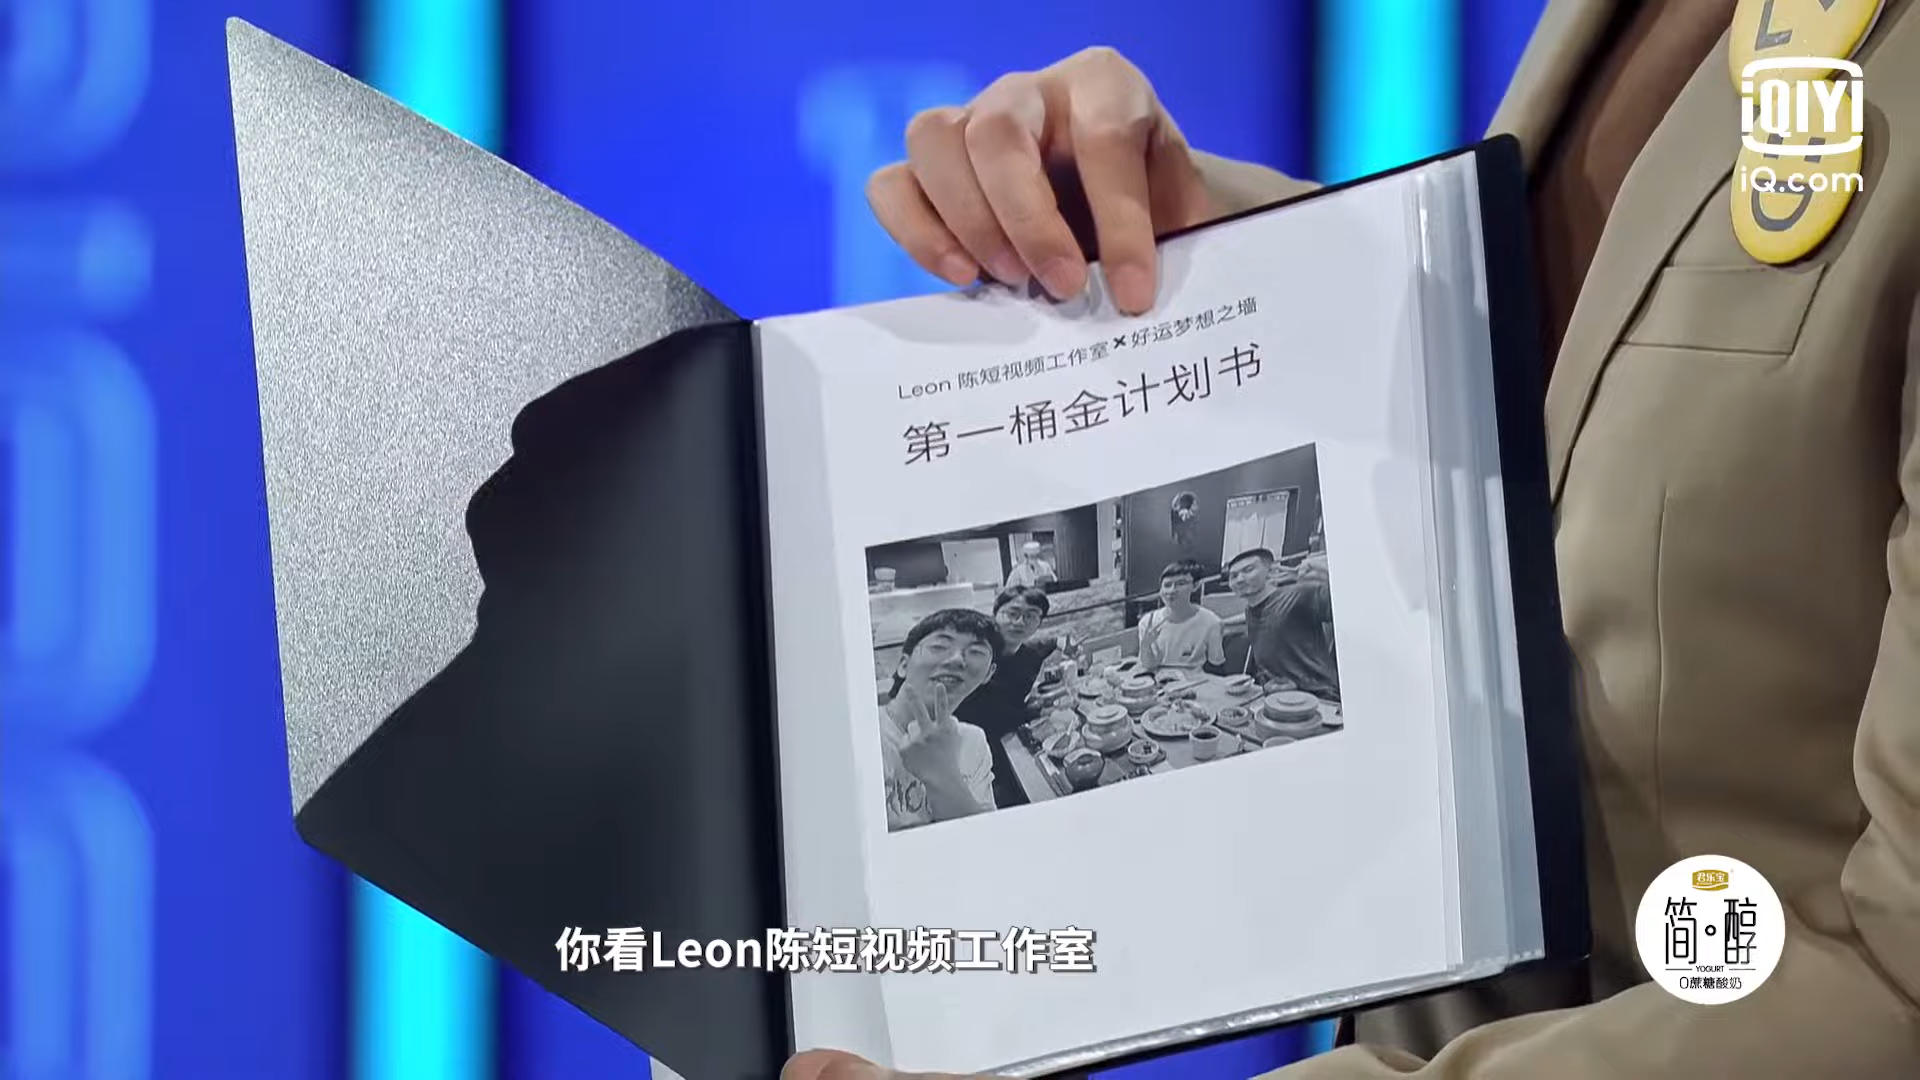 iQIYI
iQ.com
Leon 陈短视频工作室×好运梦想之墙
第一桶金计划书
你看Leon陈短视频工作室
君乐宝
简醇
YOGURT
0蔗糖酸奶